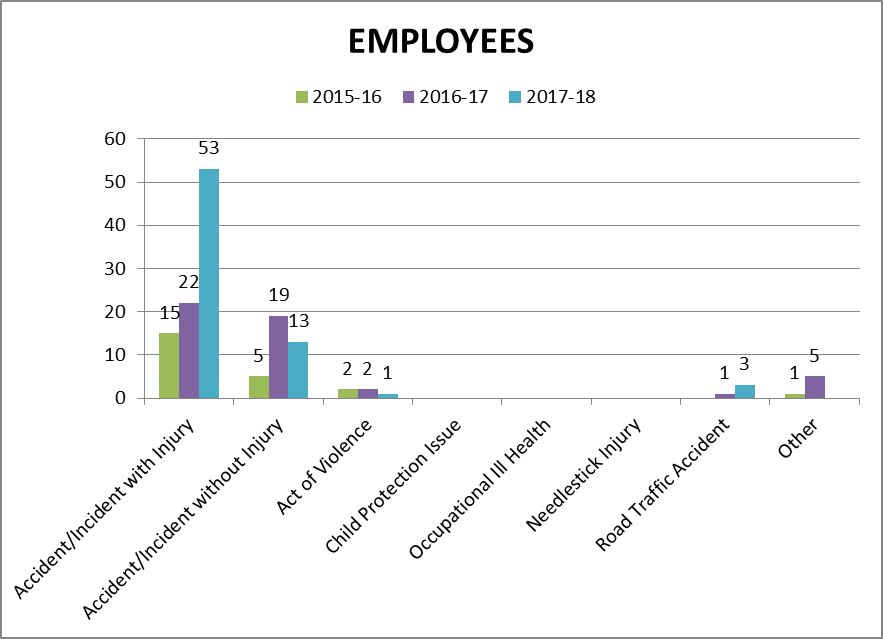 EMPLOYEES
2015-16 2016-17 2017-18
60
50
40
30
20
10
0
15 22 53
5 19 13
2 2 1
1 3
1 5
Accident/Incident with Injury
Accident/Incident without Injury
Act of Violence
Child Protection Issue
Occupational Ill Health
Needlestick Injury
Road Traffic Accident
Other